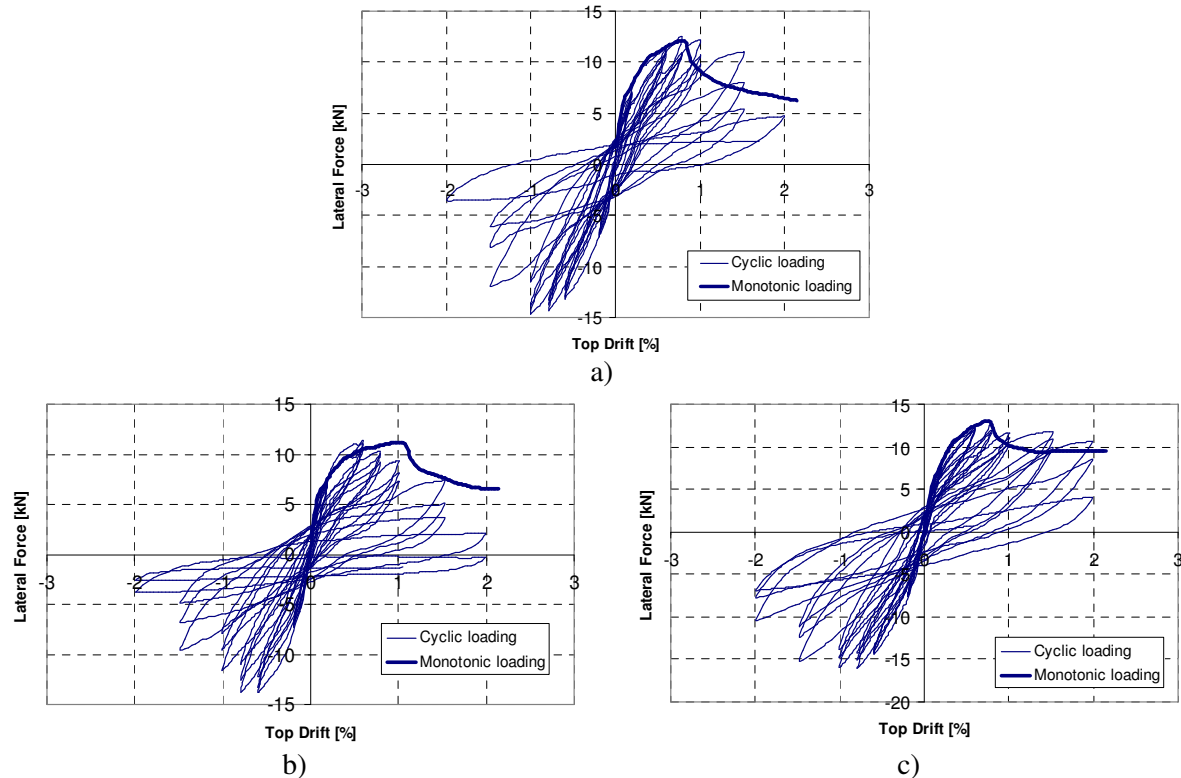 15
10
5
0
-5
-10
-15
-3 -2 -1 0 1 2 3
Lateral Force [kN]
Top Drift [%]
Cyclic loading
Monotonic loading
a)
15
10
5
0
-5
-10
-15
-3 -2 -1 0 1 2 3
Lateral Force [kN]
Top Drift [%]
Cyclic loading
Monotonic loading
b)
15
10
5
0
-5
-10
-15
-20
-3 -2 -1 0 1 2 3
Lateral Force [kN]
Top Drift [%]
Cyclic loading
Monotonic loading
c)